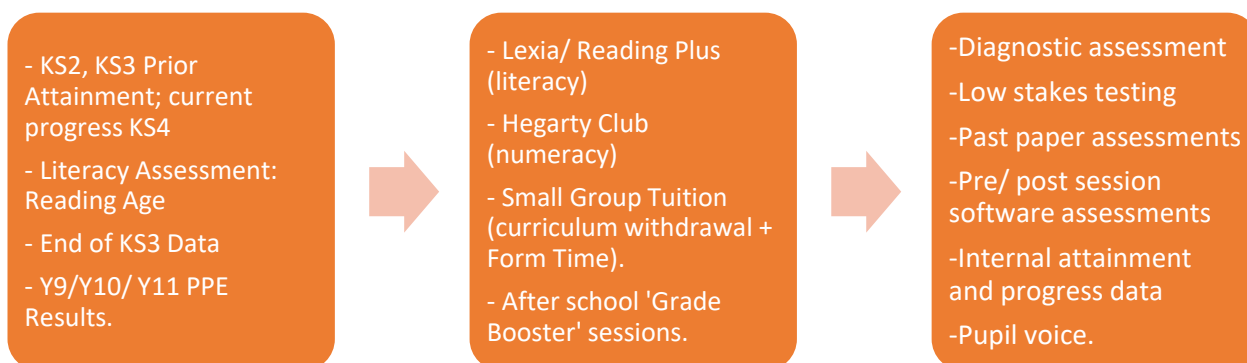 - KS2, KS3 Prior
Attainment; current
progress KS4
- Literacy Assessment:
Reading Age
- End of KS3 Data
- Y9/Y10/ Y11 PPE
Results.
- Lexia/ Reading Plus
(literacy)
- Hegarty Club
(numeracy)
- Small Group Tuition
(curriculum withdrawal +
Form Time).
- After school 'Grade
Booster' sessions.
-Diagnostic assessment
-Low stakes testing
-Past paper assessments
-Pre/ post session
software assessments
-Internal attainment
and progress data
-Pupil voice.